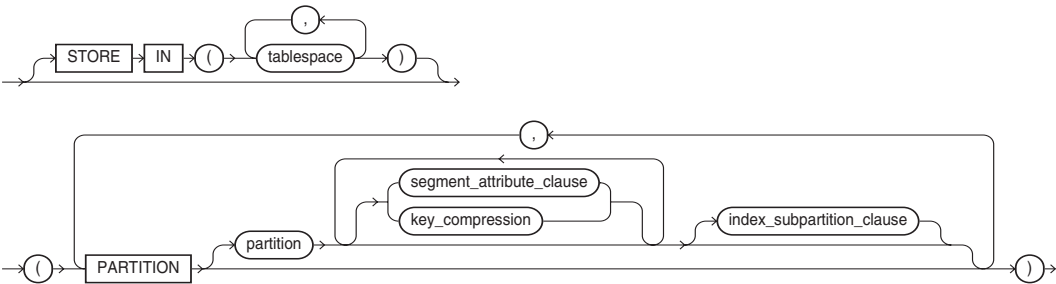 ,
STORE IN ( tablespace )
,
segment_attribute_clause
key_compression
index_subpartition_clause
partition
( PARTITION )